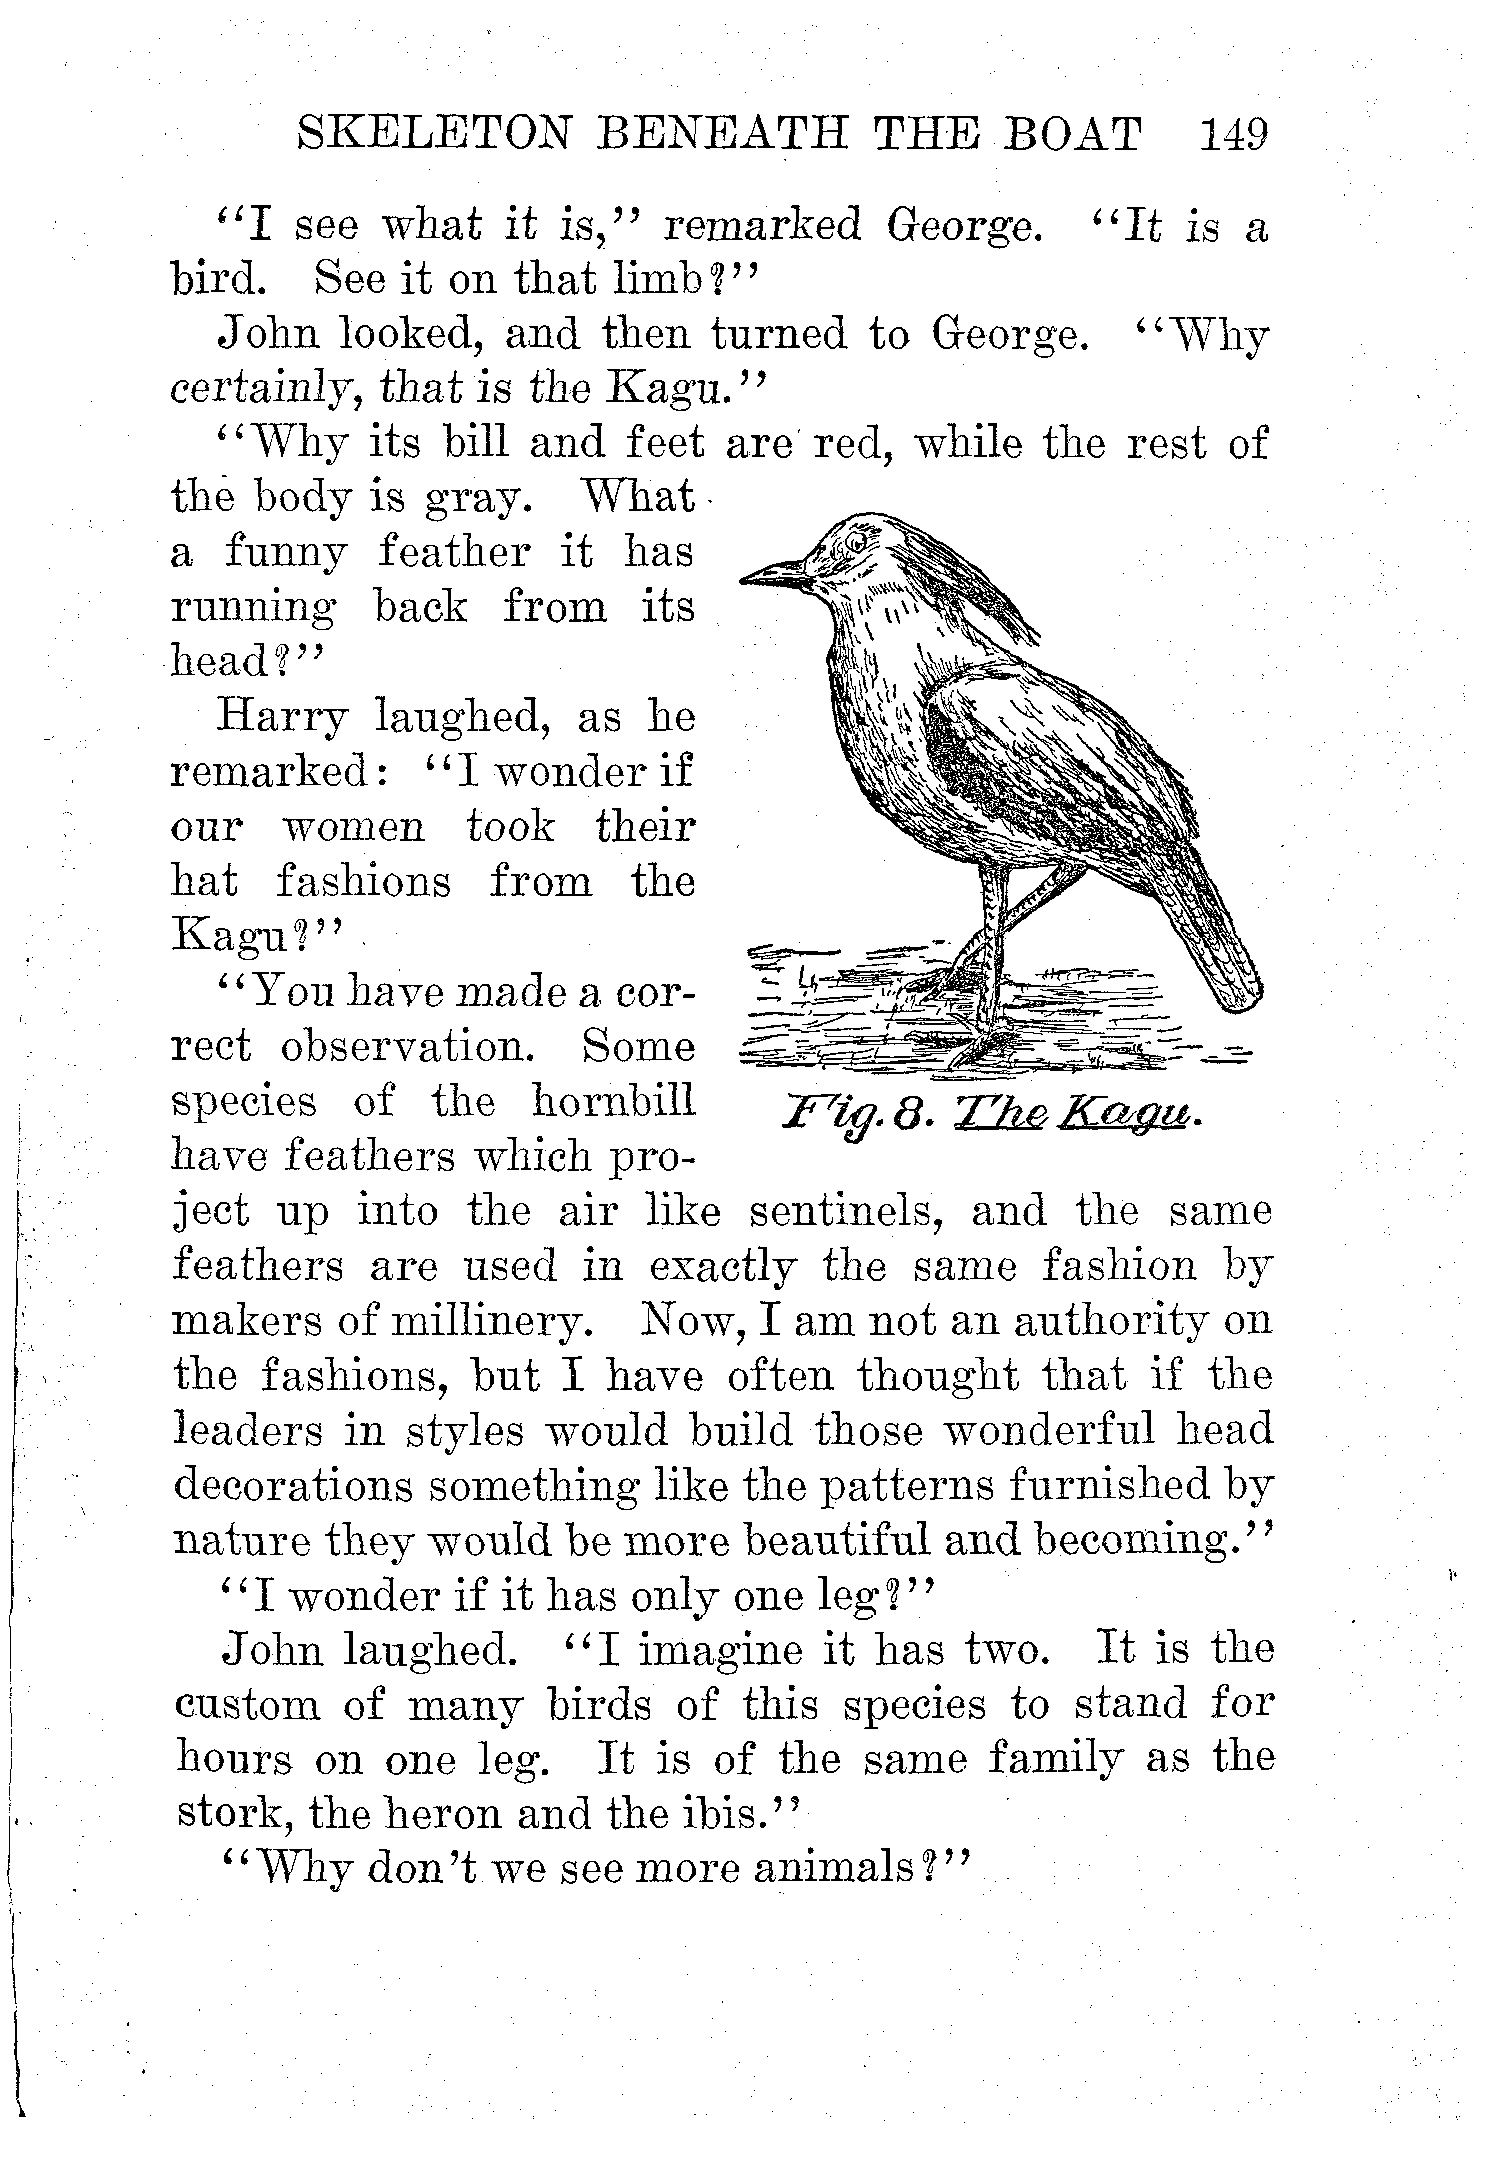 SKELETON BENEATH THE BOAT 149
“I see what it is,” remarked George. “It is a
bird. See it on that limb?”
John looked, and then turned to George. “Why
certainly, that is the Kagu.”
“Why its bill and feet are red, while the rest of
the body is gray. What
a funny feather it has
running back from its
head?”
Harry laughed, as he
remarked: “I wonder if
our women took their
hat fashions from the
Kagu?”
“You have made a cor-
rect observation. Some
species of the hornbill
have feathers which pro-
Fig. 8. The Kagu.
ject up into the air like sentinels, and the same
feathers are used in exactly the same fashion by
makers of millinery. Now, I am not an authority on
the fashions, but I have often thought that if the
leaders in styles would build those wonderful head
decorations something like the patterns furnished by
nature they would be more beautiful and becoming.”
“I wonder if it has only one leg?”
John laughed. “I imagine it has two. It is the
custom of many birds of this species to stand for
hours on one leg. It is of the same family as the
stork, the heron and the ibis.”
“Why don’t we see more animals?”